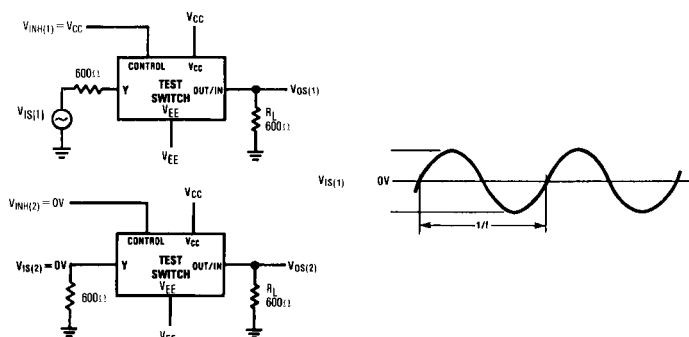 V_INH(1) = V_CC
V_CC
CONTROL V_CC
600Ω
Y
TEST
SWITCH
OUT/IN
V_OS(1)
V_IS(1)
V_EE
R_L
600Ω
V_EE
V_IS(1)
0V
1/f
V_INH(2) = 0V
V_CC
CONTROL V_CC
V_IS(2) = 0V
Y
TEST
SWITCH
OUT/IN
V_OS(2)
600Ω
V_EE
R_L
600Ω
V_EE